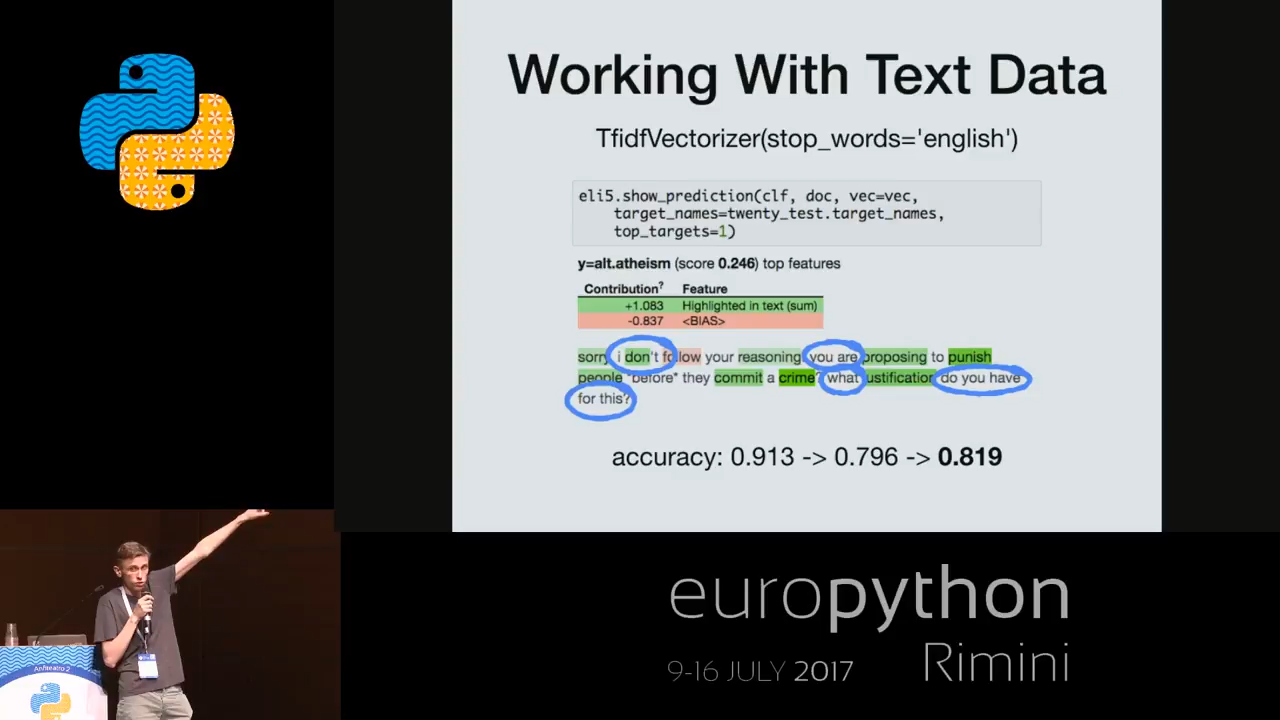 Working With Text Data
TfidfVectorizer(stop_words='english')
eli5.show_prediction(clf, doc, vec=vec,
target_names=twenty_test.target_names,
top_targets=1)
y=alt.atheism (score 0.246) top features
Contribution? Feature
+1.083 Highlighted in text (sum)
-0.837 <BIAS>
sorry i don't follow your reasoning you are proposing to punish
people *before* they commit a crime? what justification do you have
for this?
accuracy: 0.913 -> 0.796 -> 0.819
Anfiteatro 2
europython
Rimini
9-16 JULY 2017